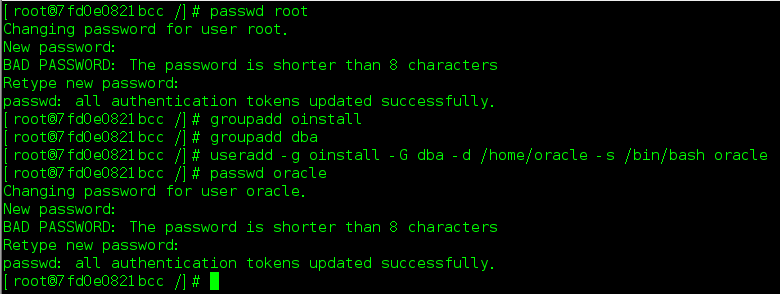 [root@7fd0e0821bcc /]# passwd root
Changing password for user root.
New password:
BAD PASSWORD: The password is shorter than 8 characters
Retype new password:
passwd: all authentication tokens updated successfully.
[root@7fd0e0821bcc /]# groupadd oinstall
[root@7fd0e0821bcc /]# groupadd dba
[root@7fd0e0821bcc /]# useradd -g oinstall -G dba -d /home/oracle -s /bin/bash oracle
[root@7fd0e0821bcc /]# passwd oracle
Changing password for user oracle.
New password:
BAD PASSWORD: The password is shorter than 8 characters
Retype new password:
passwd: all authentication tokens updated successfully.
[root@7fd0e0821bcc /]#